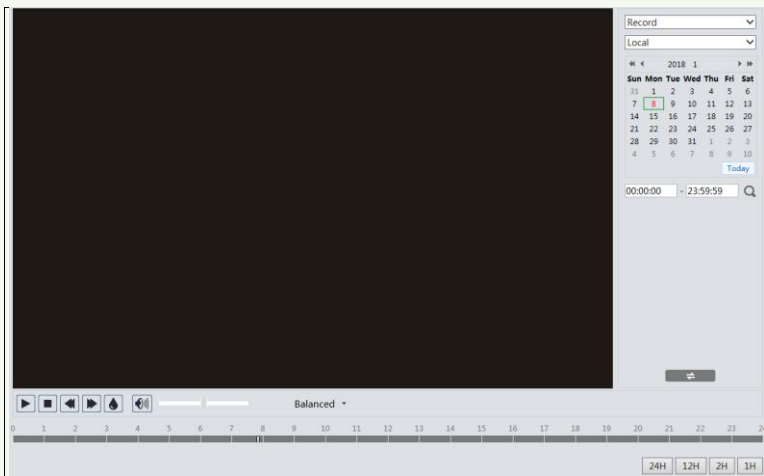 Record
Local
2018 1
Sun Mon Tue Wed Thu Fri Sat
31 1 2 3 4 5 6
7 8 9 10 11 12 13
14 15 16 17 18 19 20
21 22 23 24 25 26 27
28 29 30 31 1 2 3
4 5 6 7 8 9 10
Today
00:00:00 - 23:59:59
Balanced
0 1 2 3 4 5 6 7 8 9 10 11 12 13 14 15 16 17 18 19 20 21 22 23 2
24H 12H 2H 1H